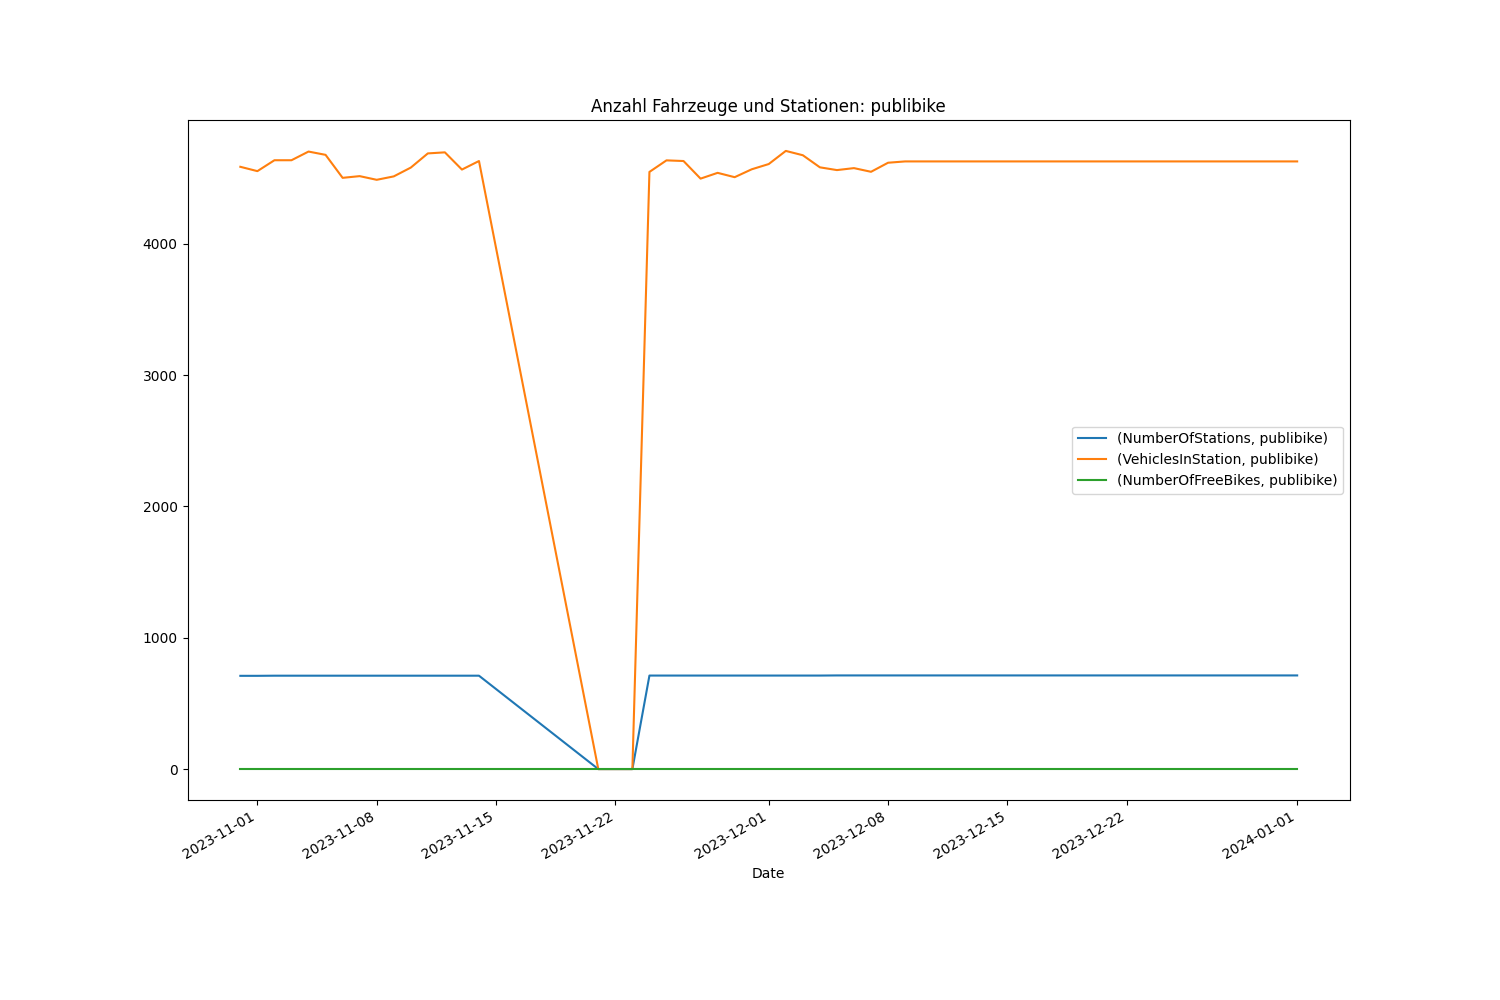 Anzahl Fahrzeuge und Stationen: publibike
4000
3000
2000
1000
0
(NumberOfStations, publibike)
(VehiclesInStation, publibike)
(NumberOfFreeBikes, publibike)
2023-11-01
2023-11-08
2023-11-15
2023-11-22
2023-12-01
2023-12-08
2023-12-15
2023-12-22
2024-01-01
Date